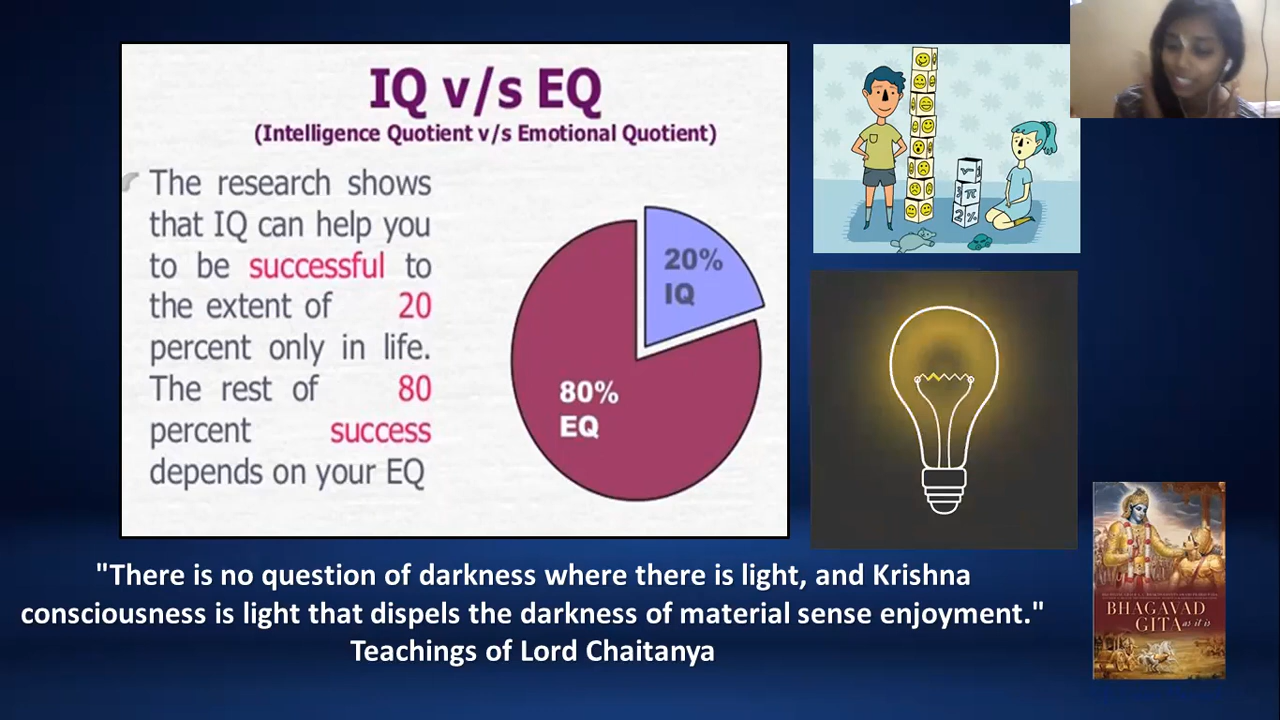 IQ v/s EQ
(Intelligence Quotient v/s Emotional Quotient)
The research shows
that IQ can help you
to be successful to
the extent of 20
percent only in life.
The rest of 80
percent success
depends on your EQ
20%
IQ
80%
EQ
3 π
2 %
"There is no question of darkness where there is light, and Krishna
consciousness is light that dispels the darkness of material sense enjoyment."
Teachings of Lord Chaitanya
BHAGAVAD
GITA as it is